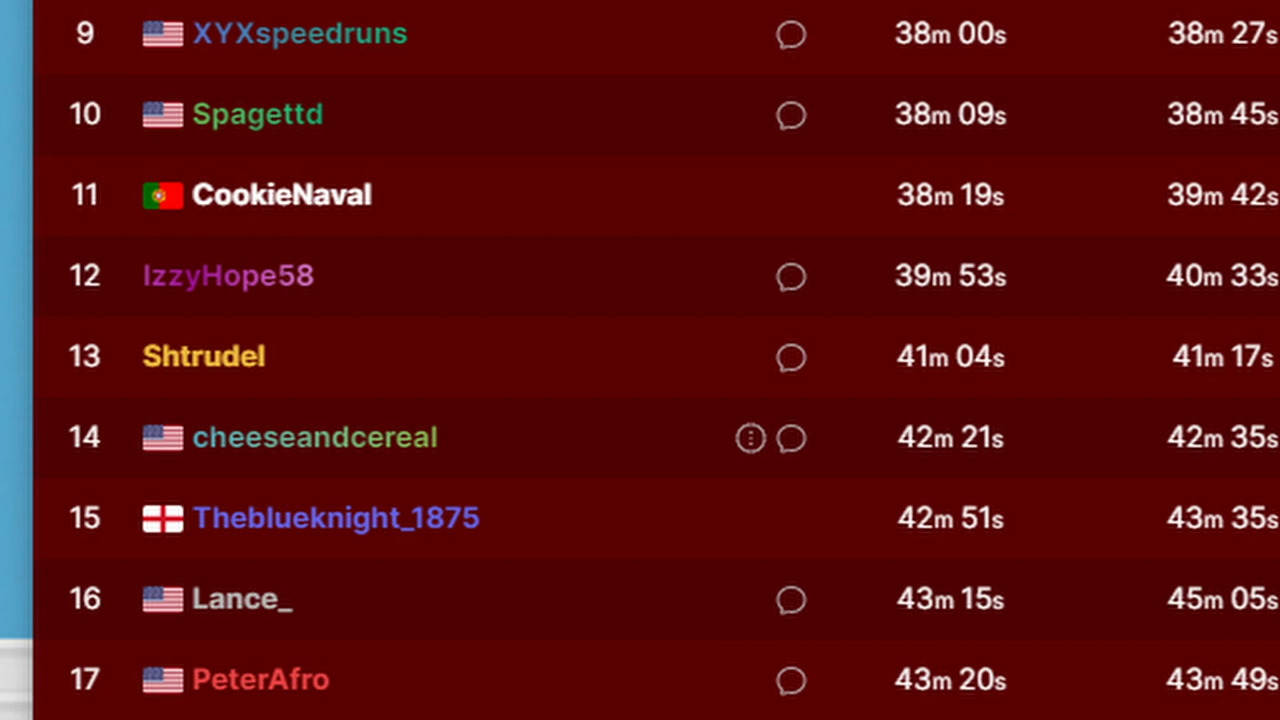 9 XYXspeedruns 38m 00s 38m 27s
10 Spagettd 38m 09s 38m 45s
11 CookieNaval 38m 19s 39m 42s
12 IzzyHope58 39m 53s 40m 33s
13 Shtrudel 41m 04s 41m 17s
14 cheeseandcereal 42m 21s 42m 35s
15 Theblueknight_1875 42m 51s 43m 35s
16 Lance_ 43m 15s 45m 05s
17 PeterAfro 43m 20s 43m 49s